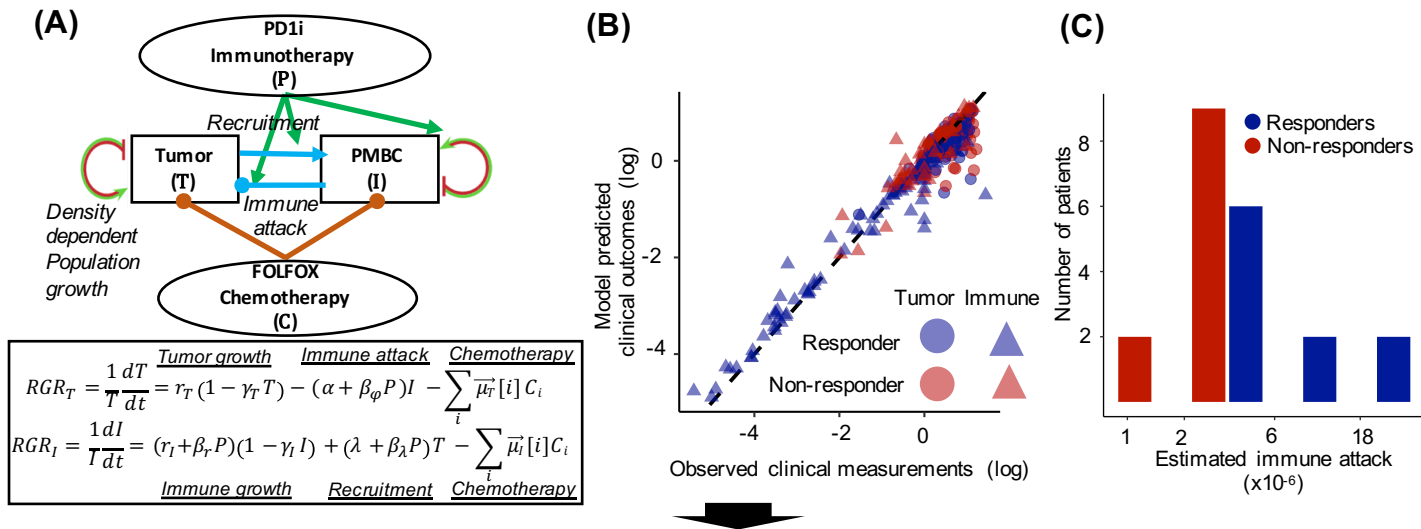 (A)
PD1i
Immunotherapy
(P)
Recruitment
Tumor
(T)
PMBC
(I)
Immune
attack
Density
dependent
Population
growth
FOLFOX
Chemotherapy
(C)
Tumor growth Immune attack Chemotherapy
RGR_T = 1/T dT/dt = r_T (1 − γ_T T) − (α + β_φ P)I − ∑_i μ_T⃗[i] C_i
RGR_I = 1/I dI/dt = (r_I+β_r P)(1 − γ_I I) + (λ + β_λ P)T − ∑_i μ_I⃗[i]C_i
Immune growth Recruitment Chemotherapy
(B)
Model predicted
clinical outcomes (log)
0
-2
-4
Tumor Immune
Responder
Non-responder
-4 -2 0
Observed clinical measurements (log)
(C)
Number of patients
8
6
4
2
Responders
Non-responders
1 2 6 18
Estimated immune attack
(x10⁻⁶)